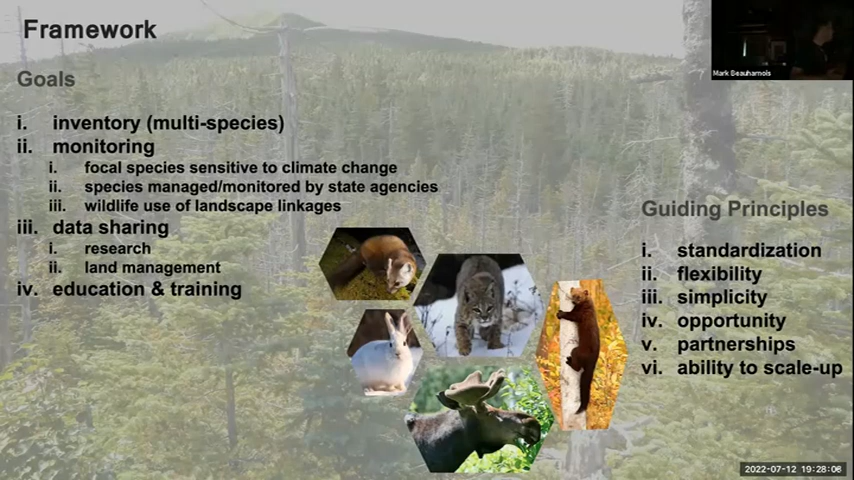 Framework
Goals
i. inventory (multi-species)
ii. monitoring
i. focal species sensitive to climate change
ii. species managed/monitored by state agencies
iii. wildlife use of landscape linkages
iii. data sharing
i. research
ii. land management
iv. education & training
Guiding Principles
i. standardization
ii. flexibility
iii. simplicity
iv. opportunity
v. partnerships
vi. ability to scale-up
Mark Beauharnois
2022-07-12 19:28:06